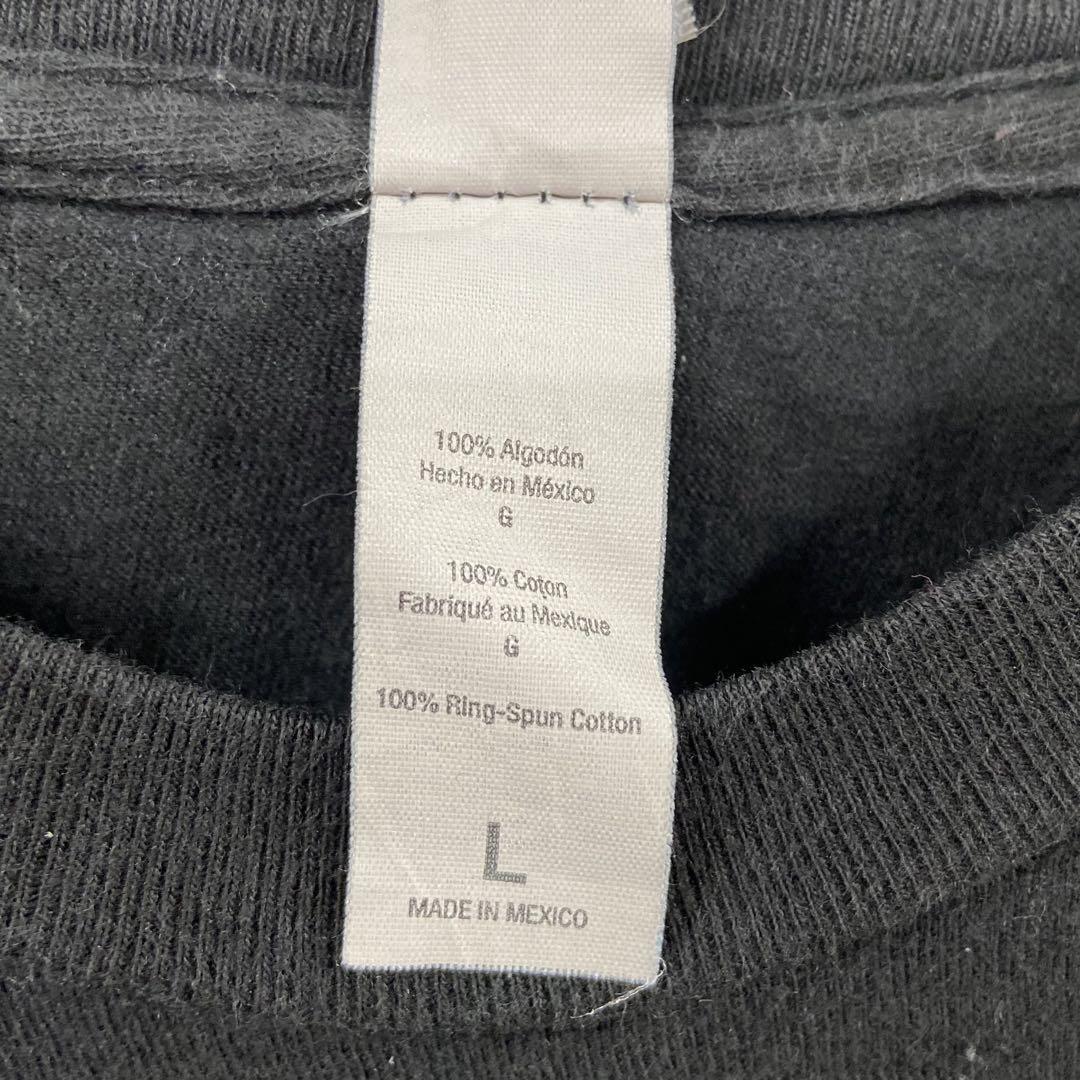 100% Algodón
Hecho en México
G
100% Coton
Fabriqué au Mexique
G
100% Ring-Spun Cotton
L
MADE IN MEXICO